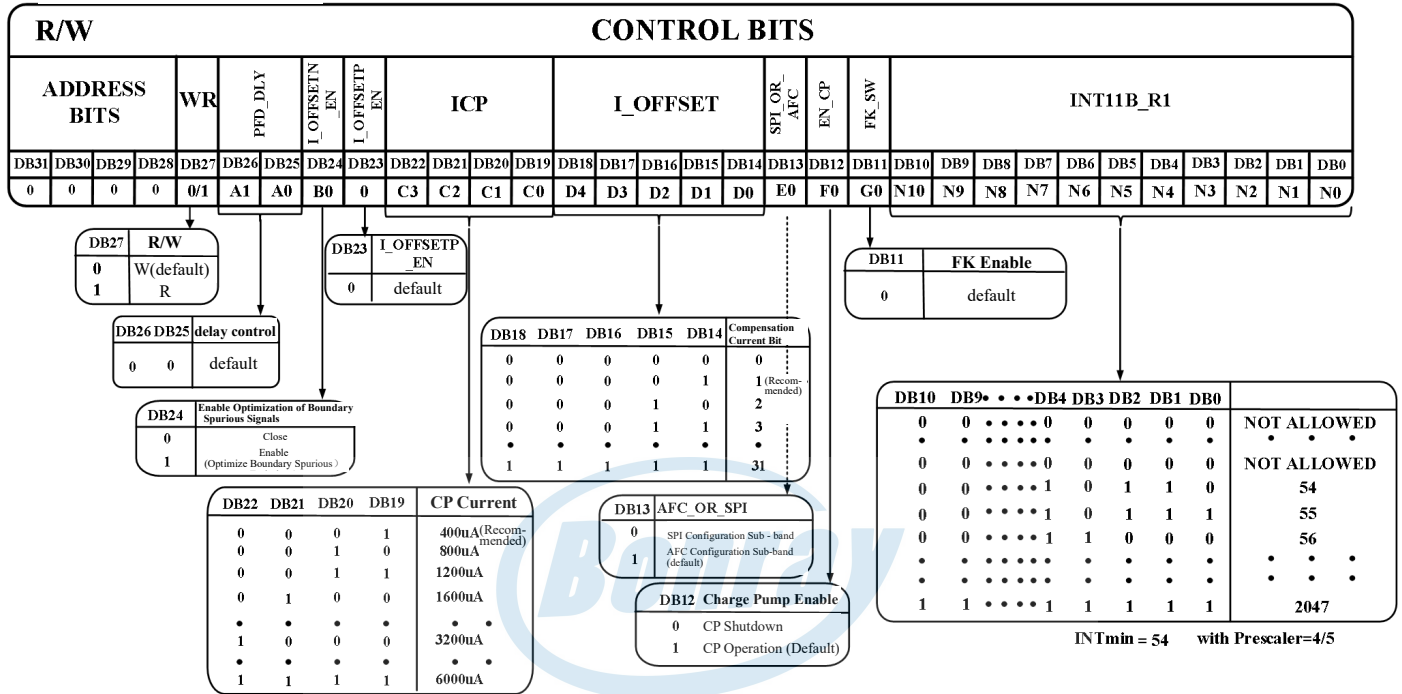 R/W CONTROL BITS
ADDRESS BITS WR PFD_DLY I_OFFSETN_EN I_OFFSETP_EN ICP I_OFFSET SPI_OR_AFC EN_CP FK_SW INT11B_R1
DB31 DB30 DB29 DB28 DB27 DB26 DB25 DB24 DB23 DB22 DB21 DB20 DB19 DB18 DB17 DB16 DB15 DB14 DB13 DB12 DB11 DB10 DB9 DB8 DB7 DB6 DB5 DB4 DB3 DB2 DB1 DB0
0 0 0 0 0/1 A1 A0 B0 0 C3 C2 C1 C0 D4 D3 D2 D1 D0 E0 F0 G0 N10 N9 N8 N7 N6 N5 N4 N3 N2 N1 N0
DB27 R/W
0 W(default)
1 R
DB26 DB25 delay control
0 0 default
DB24 Enable Optimization of Boundary
Spurious Signals
0 Close
1 Enable
(Optimize Boundary Spurious)
DB23 I_OFFSETP
_EN
0 default
DB22 DB21 DB20 DB19 CP Current
0 0 0 1 400uA (Recom-
mended)
0 0 1 0 800uA
0 0 1 1 1200uA
0 1 0 0 1600uA
• • • • • •
1 0 0 0 3200uA
• • • • • •
1 1 1 1 6000uA
DB18 DB17 DB16 DB15 DB14 Compensation
Current Bit
0 0 0 0 0 0
0 0 0 0 1 1 (Recom-
mended)
0 0 0 1 0 2
0 0 0 1 1 3
• • • • • •
1 1 1 1 1 31
DB13 AFC_OR_SPI
0 SPI Configuration Sub - band
1 AFC Configuration Sub-band
(default)
DB12 Charge Pump Enable
0 CP Shutdown
1 CP Operation (Default)
DB11 FK Enable
0 default
DB10 DB9 • • • • DB4 DB3 DB2 DB1 DB0
0 0 • • • • 0 0 0 0 0 NOT ALLOWED
• • • • • • • • • • • • • •
0 0 • • • • 0 0 0 0 0 NOT ALLOWED
0 0 • • • • 1 0 1 1 0 54
0 0 • • • • 1 0 1 1 1 55
0 0 • • • • 1 1 0 0 0 56
• • • • • • • • • • • • • •
• • • • • • • • • • • • • •
1 1 • • • • 1 1 1 1 1 2047
INTmin = 54 with Prescaler=4/5
Bonray